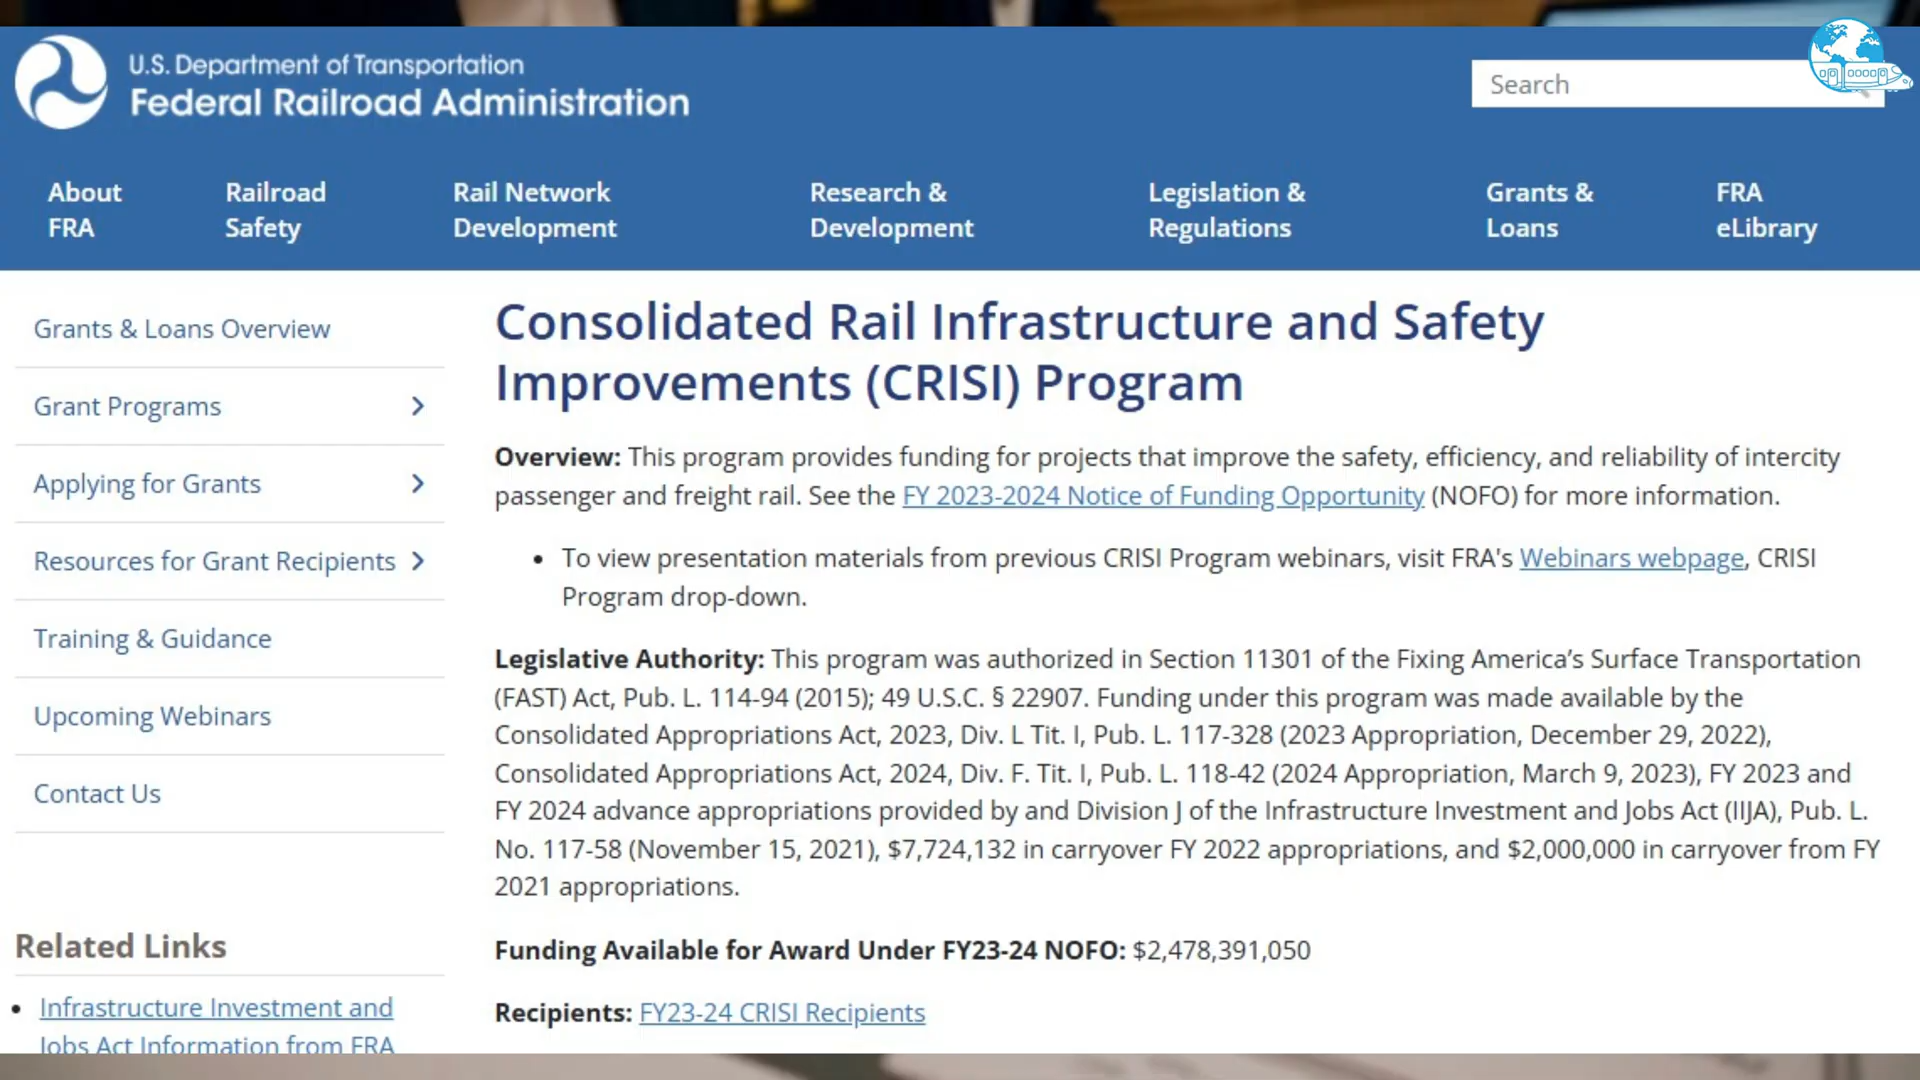 U.S. Department of Transportation
Federal Railroad Administration
Search
About
FRA
Railroad
Safety
Rail Network
Development
Research &
Development
Legislation &
Regulations
Grants &
Loans
FRA
eLibrary
Grants & Loans Overview
Grant Programs
Applying for Grants
Resources for Grant Recipients
Training & Guidance
Upcoming Webinars
Contact Us
Related Links
Infrastructure Investment and
Jobs Act Information from FRA
Consolidated Rail Infrastructure and Safety
Improvements (CRISI) Program
Overview: This program provides funding for projects that improve the safety, efficiency, and reliability of intercity
passenger and freight rail. See the FY 2023-2024 Notice of Funding Opportunity (NOFO) for more information.
• To view presentation materials from previous CRISI Program webinars, visit FRA's Webinars webpage, CRISI
Program drop-down.
Legislative Authority: This program was authorized in Section 11301 of the Fixing America’s Surface Transportation
(FAST) Act, Pub. L. 114-94 (2015); 49 U.S.C. § 22907. Funding under this program was made available by the
Consolidated Appropriations Act, 2023, Div. L Tit. I, Pub. L. 117-328 (2023 Appropriation, December 29, 2022),
Consolidated Appropriations Act, 2024, Div. F. Tit. I, Pub. L. 118-42 (2024 Appropriation, March 9, 2023), FY 2023 and
FY 2024 advance appropriations provided by and Division J of the Infrastructure Investment and Jobs Act (IIJA), Pub. L.
No. 117-58 (November 15, 2021), $7,724,132 in carryover FY 2022 appropriations, and $2,000,000 in carryover from FY
2021 appropriations.
Funding Available for Award Under FY23-24 NOFO: $2,478,391,050
Recipients: FY23-24 CRISI Recipients